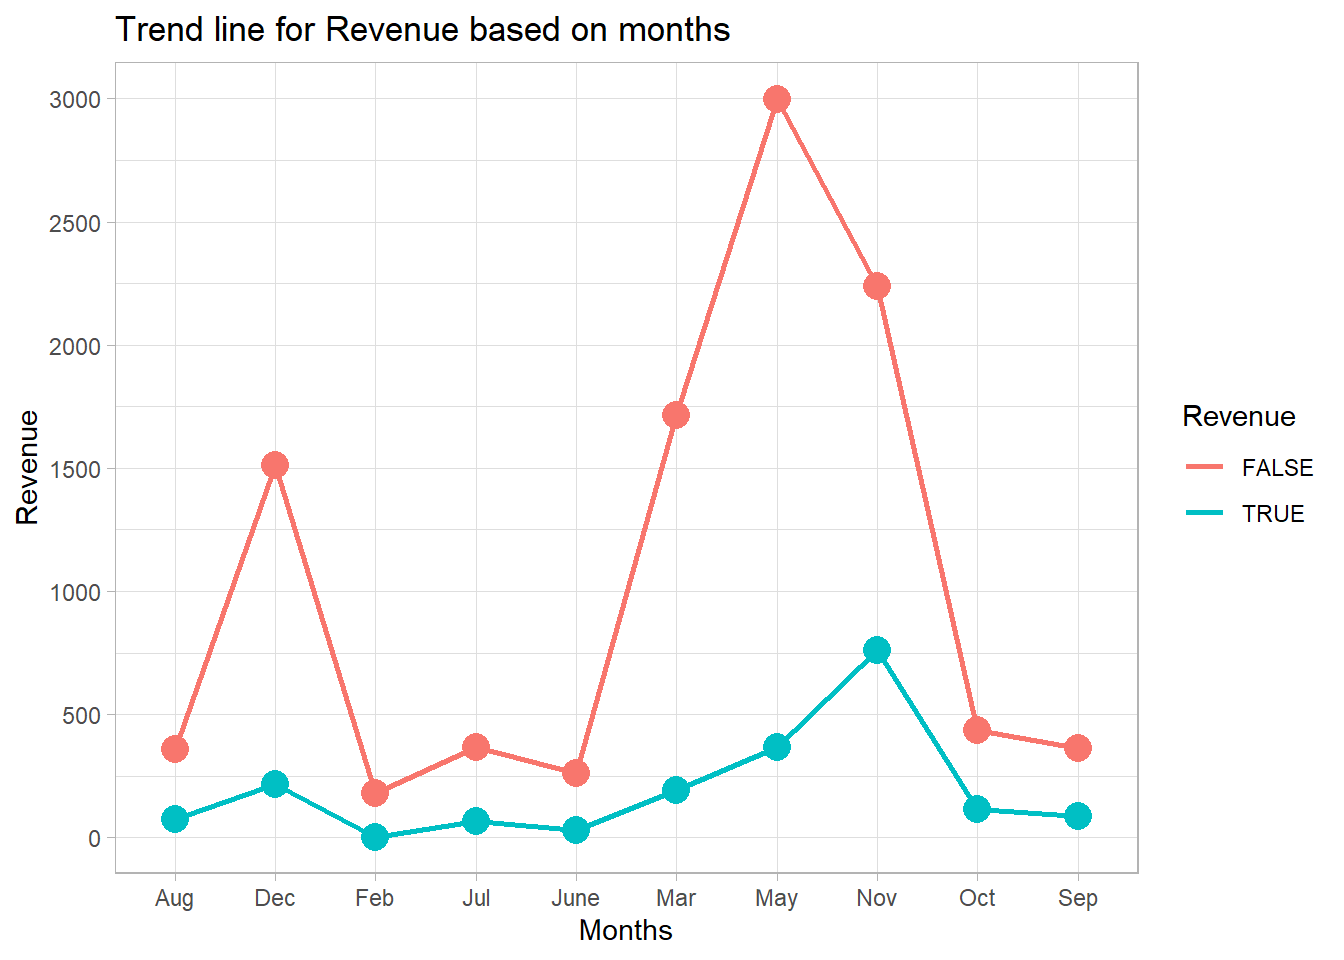 Trend line for Revenue based on months
3000
2500
2000
1500
1000
500
0
Revenue
Aug Dec Feb Jul June Mar May Nov Oct Sep
Months
Revenue
FALSE
TRUE